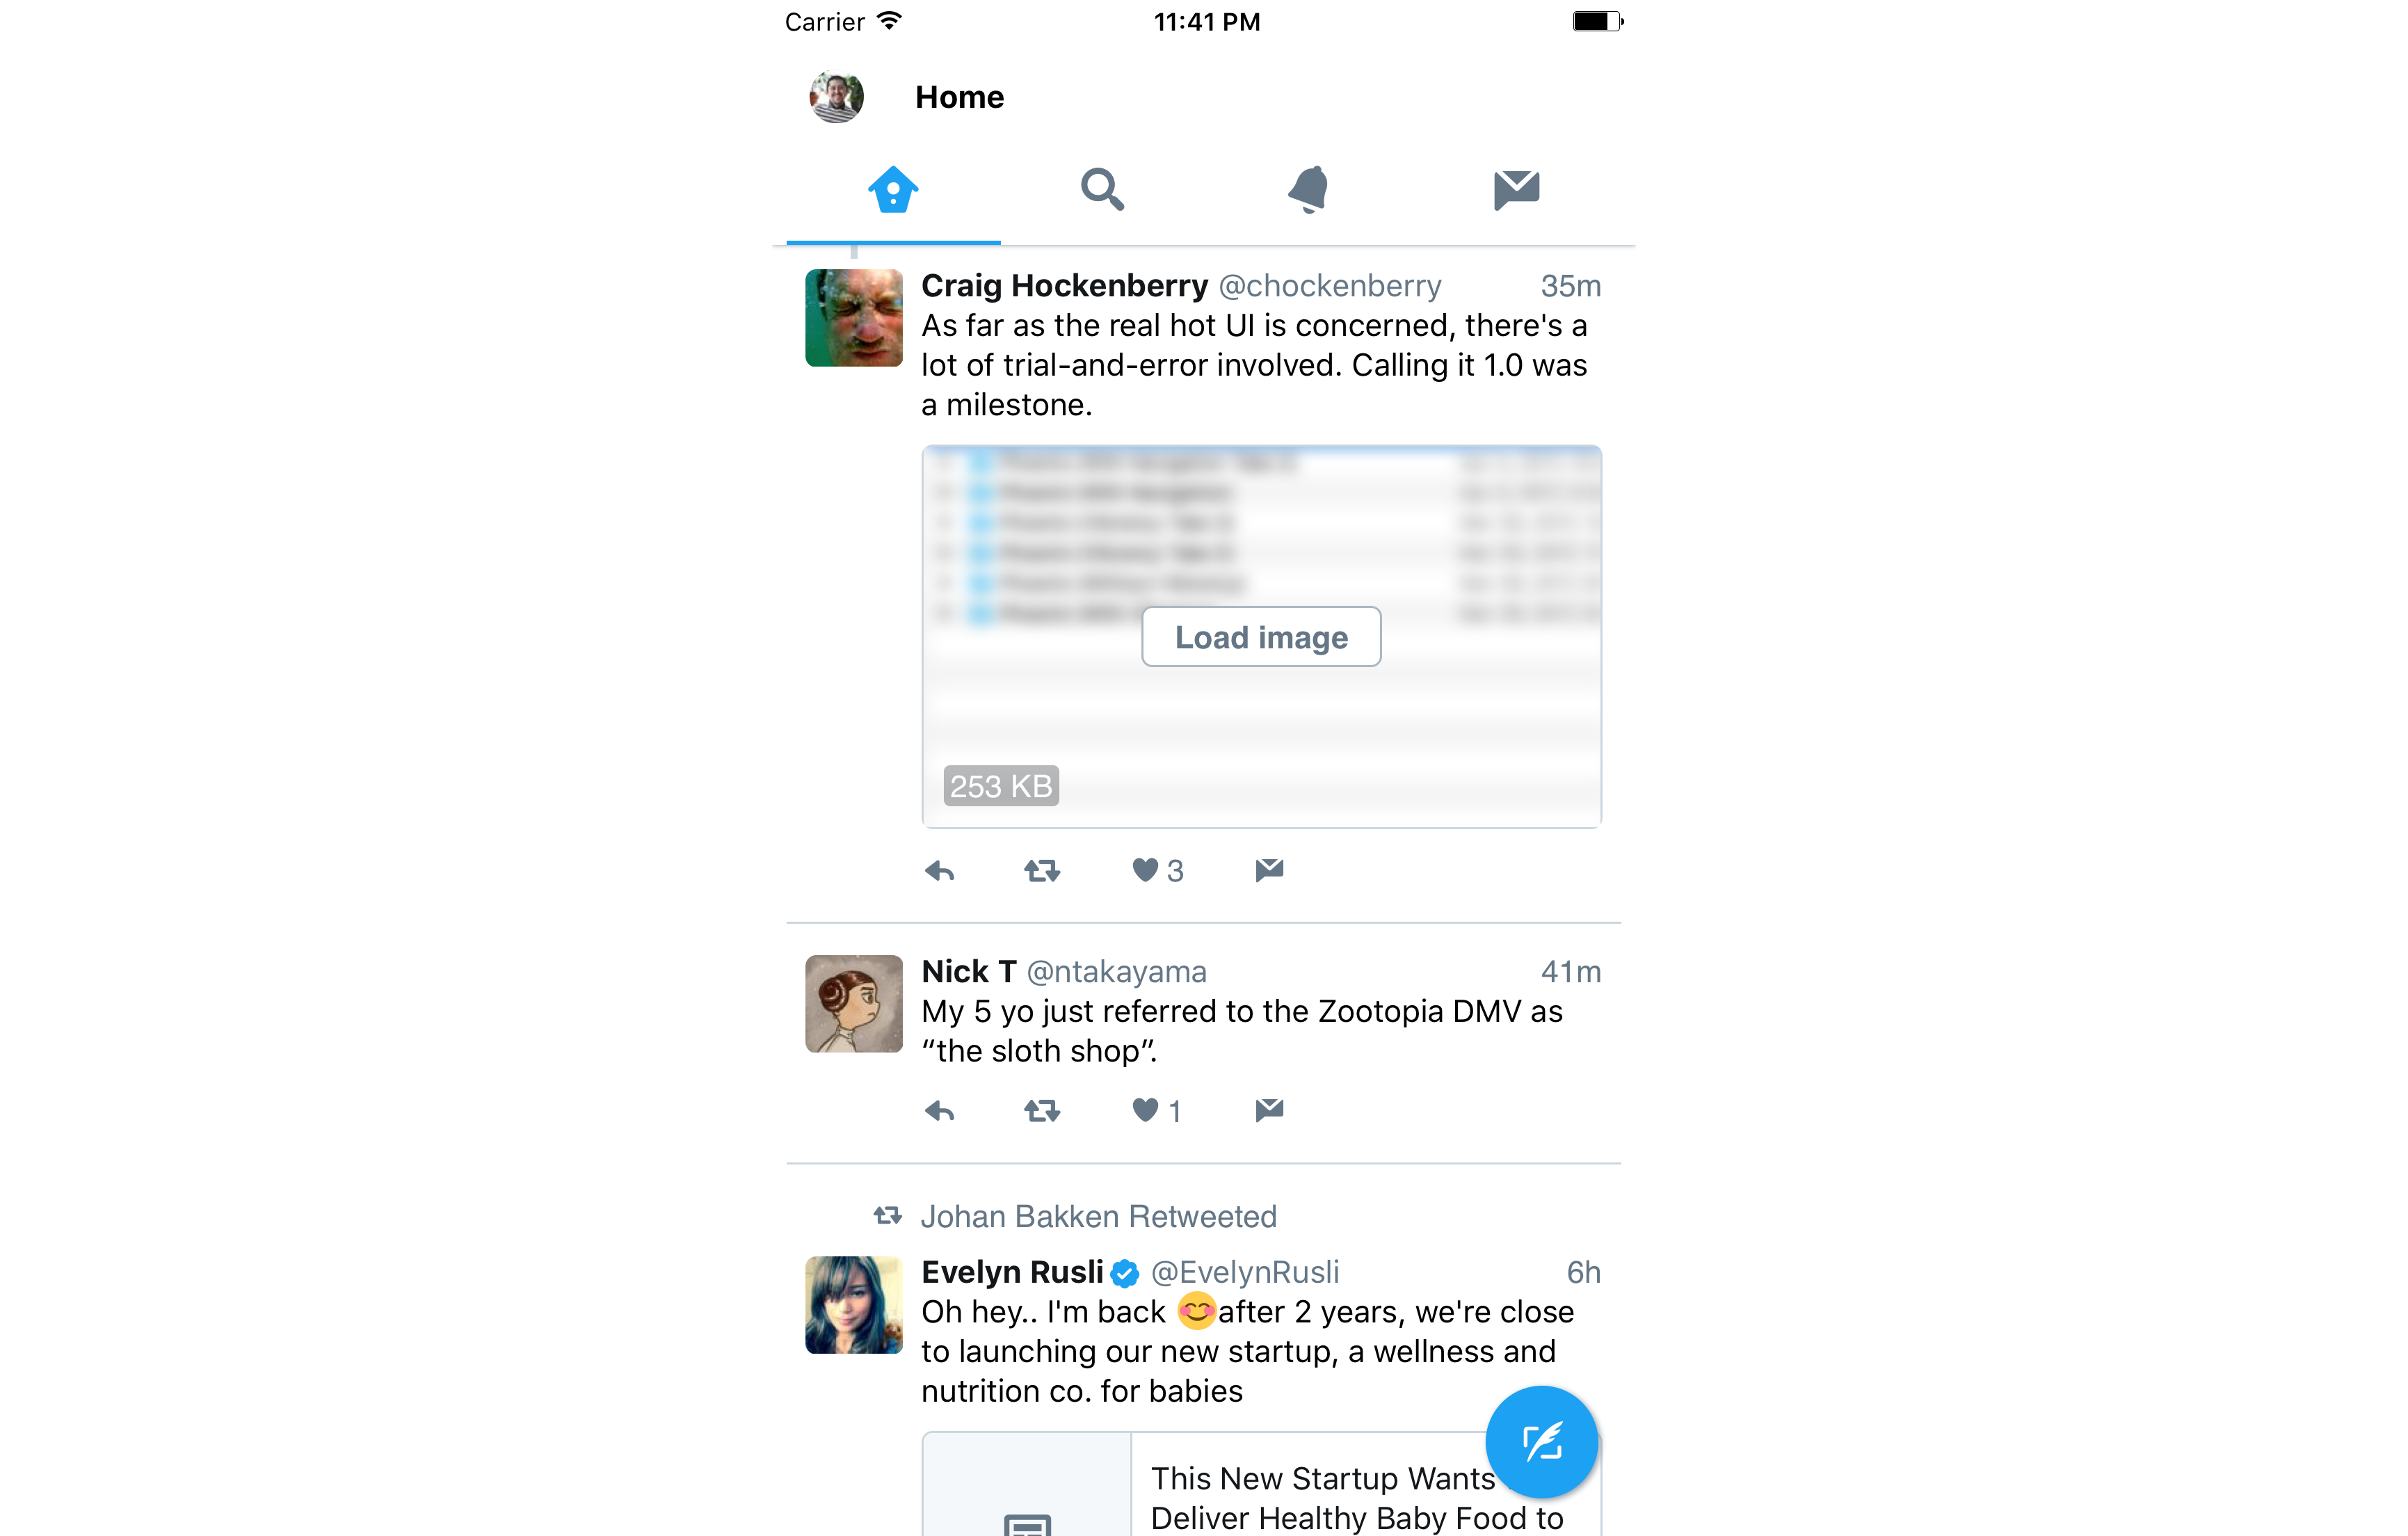 Carrier 11:41 PM
Home
Craig Hockenberry @chockenberry 35m
As far as the real hot UI is concerned, there's a
lot of trial-and-error involved. Calling it 1.0 was
a milestone.
Load image
253 KB
3
Nick T @ntakayama 41m
My 5 yo just referred to the Zootopia DMV as
“the sloth shop”.
1
Johan Bakken Retweeted
Evelyn Rusli @EvelynRusli 6h
Oh hey.. I'm back 😊after 2 years, we're close
to launching our new startup, a wellness and
nutrition co. for babies
This New Startup Wants
Deliver Healthy Baby Food to